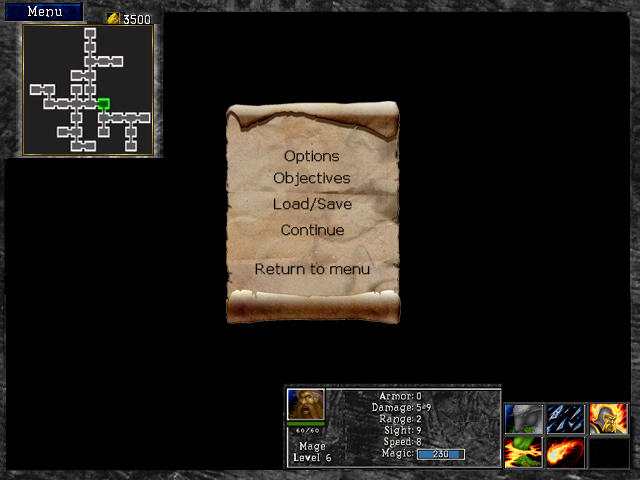 Menu
3500
Options
Objectives
Load/Save
Continue
Return to menu
60/60
Mage
Level 6
Armor: 0
Damage: 5-9
Range: 2
Sight: 9
Speed: 8
Magic: 230